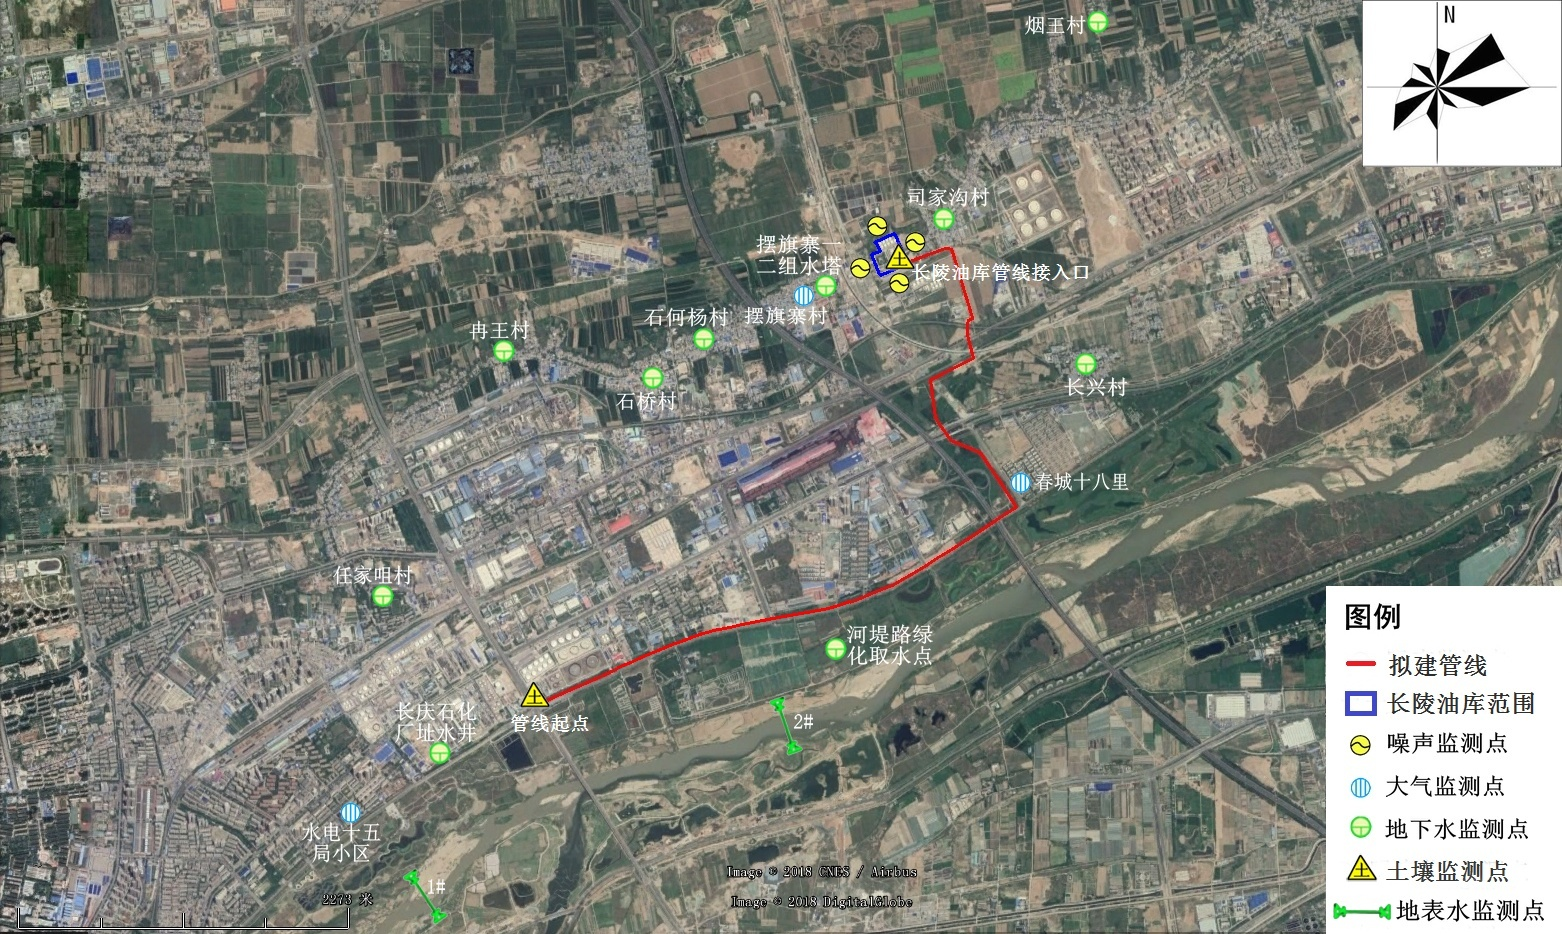 N
烟王村
司家沟村
摆旗寨一
二组水塔
长陵油库管线接入口
摆旗寨村
石何杨村
冉王村
石桥村
长兴村
春城十八里
任家咀村
河堤路绿
化取水点
管线起点
长庆石化
厂址水井
2#
水电十五
局小区
1#
2273 米
Image © 2018 CNES / Airbus
Image © 2018 DigitalGlobe
图例
拟建管线
长陵油库范围
噪声监测点
大气监测点
地下水监测点
土 土壤监测点
地表水监测点
土
土